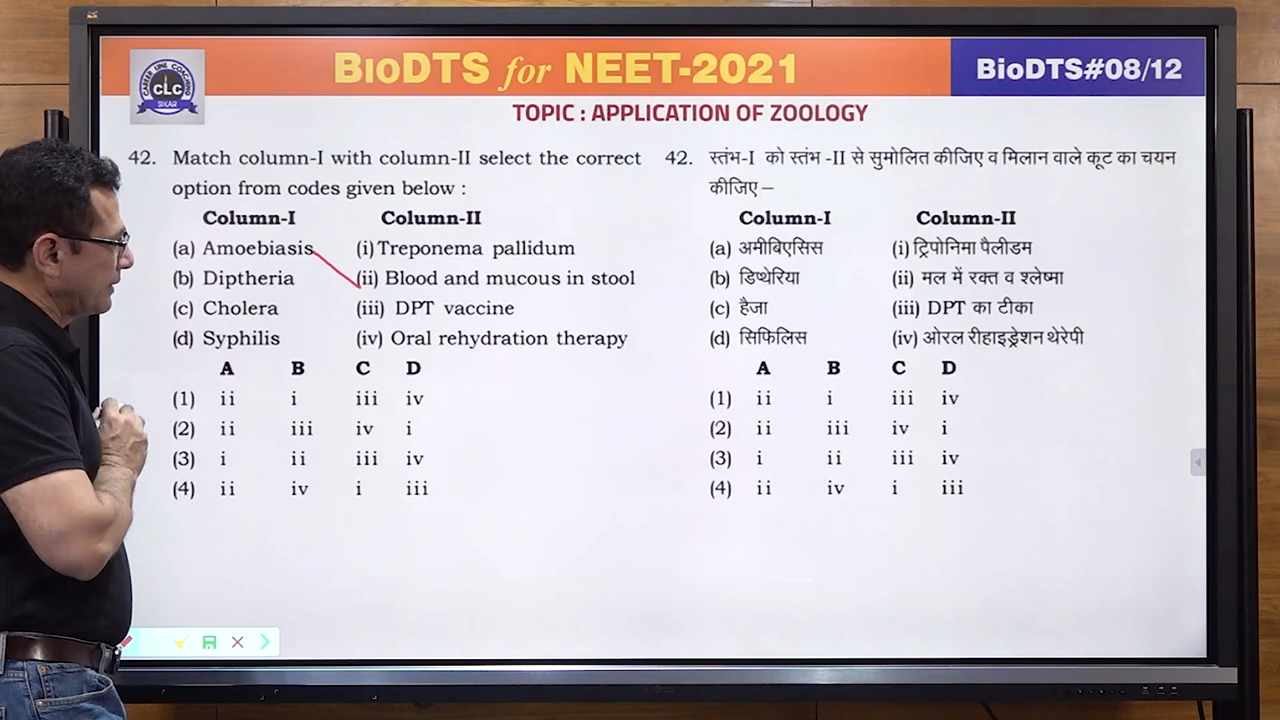 BIODTS for NEET-2021
BIODTS#08/12
CAREER LINE COACHING
CLC
SIKAR
TOPIC : APPLICATION OF ZOOLOGY
42. Match column-I with column-II select the correct
option from codes given below :
Column-I Column-II
(a) Amoebiasis (i) Treponema pallidum
(b) Diptheria (ii) Blood and mucous in stool
(c) Cholera (iii) DPT vaccine
(d) Syphilis (iv) Oral rehydration therapy
A B C D
(1) ii i iii iv
(2) ii iii iv i
(3) i ii iii iv
(4) ii iv i iii
42. स्तंभ-I को स्तंभ -II से सुमोलित कीजिए व मिलान वाले कूट का चयन
कीजिए –
Column-I Column-II
(a) अमीबिएसिस (i) ट्रिपोनिमा पैलीडम
(b) डिप्थेरिया (ii) मल में रक्त व श्लेष्मा
(c) हैजा (iii) DPT का टीका
(d) सिफिलिस (iv) ओरल रीहाइड्रेशन थेरेपी
A B C D
(1) ii i iii iv
(2) ii iii iv i
(3) i ii iii iv
(4) ii iv i iii